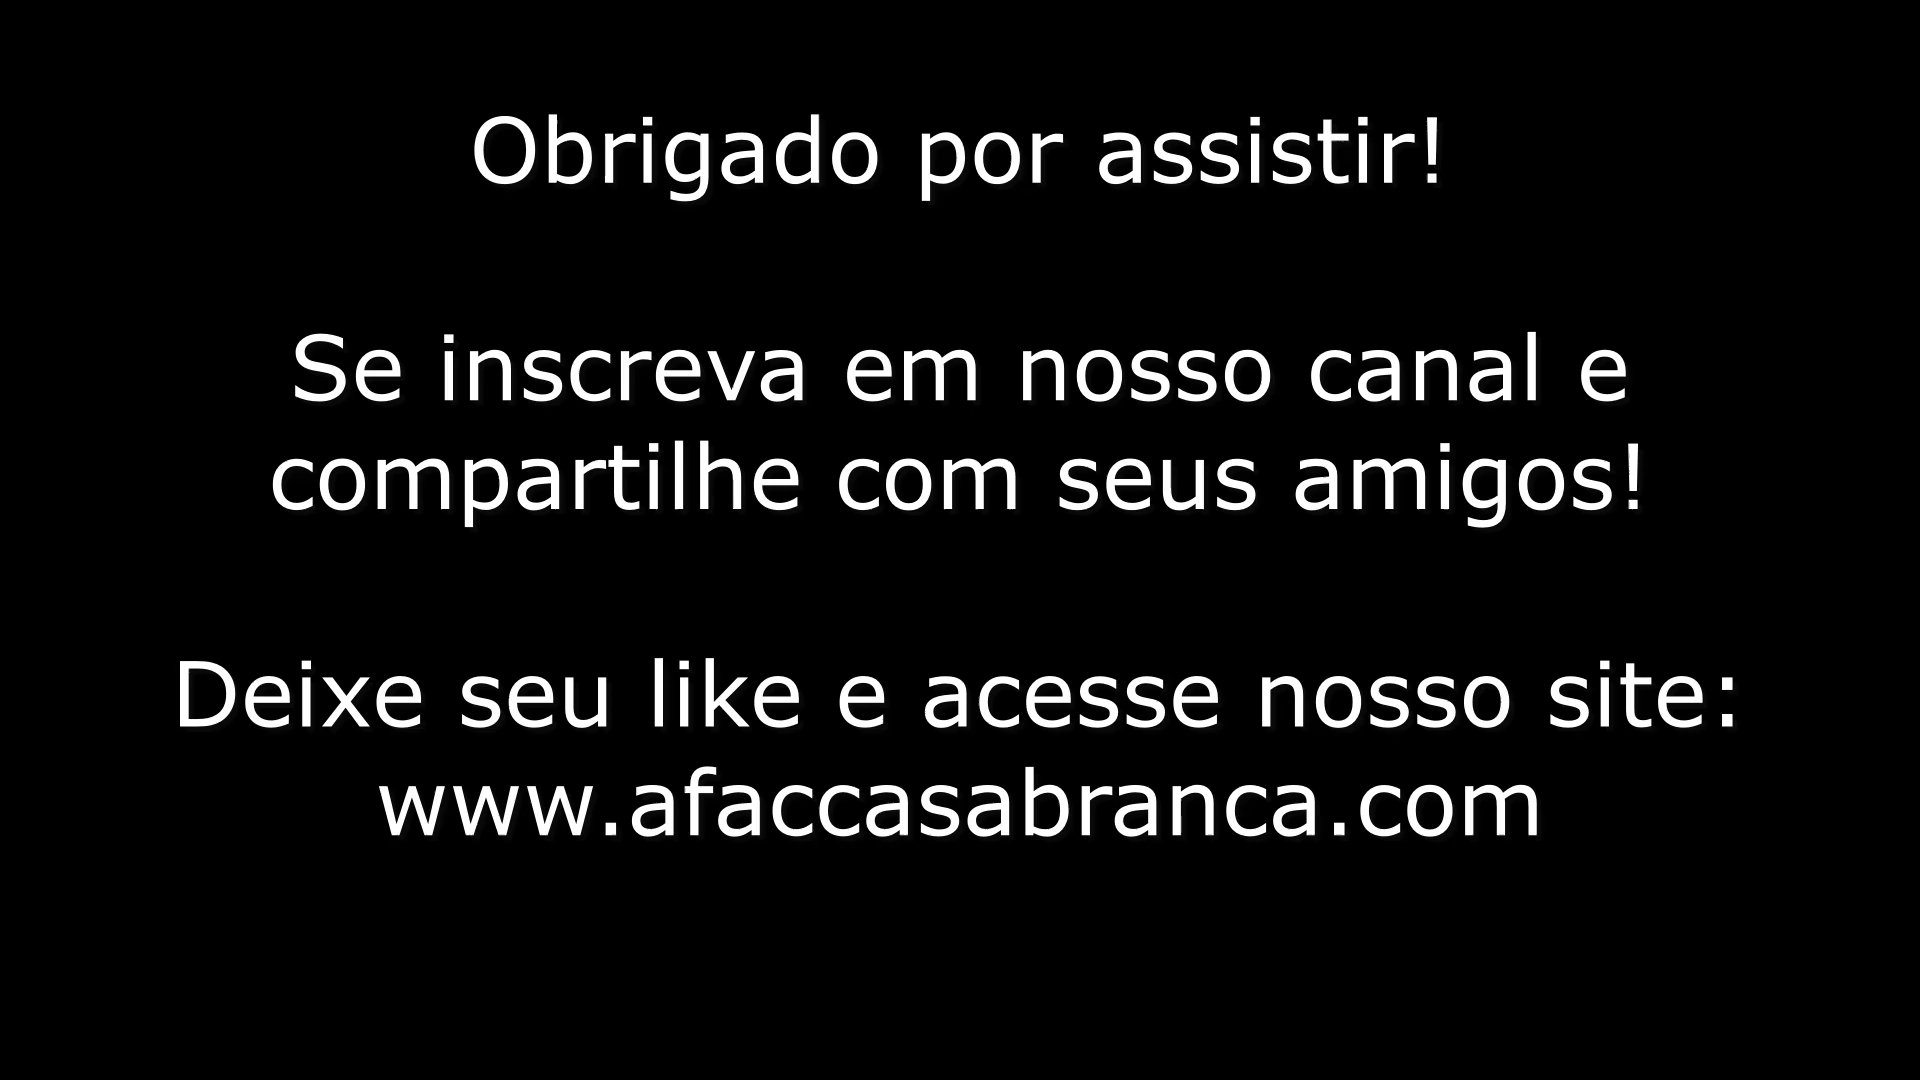 Obrigado por assistir!
Se inscreva em nosso canal e
compartilhe com seus amigos!
Deixe seu like e acesse nosso site:
www.afaccasabranca.com